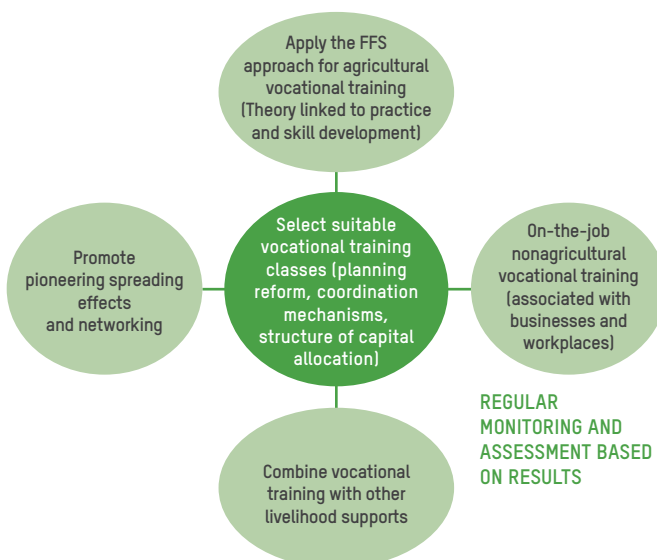 Apply the FFS
approach for agricultural
vocational training
(Theory linked to practice
and skill development)
Promote
pioneering spreading
effects
and networking
Select suitable
vocational training
classes (planning
reform, coordination
mechanisms,
structure of capital
allocation)
On-the-job
nonagricultural
vocational training
(associated with
businesses and
workplaces)
REGULAR
MONITORING AND
ASSESSMENT BASED
ON RESULTS
Combine vocational
training with other
livelihood supports